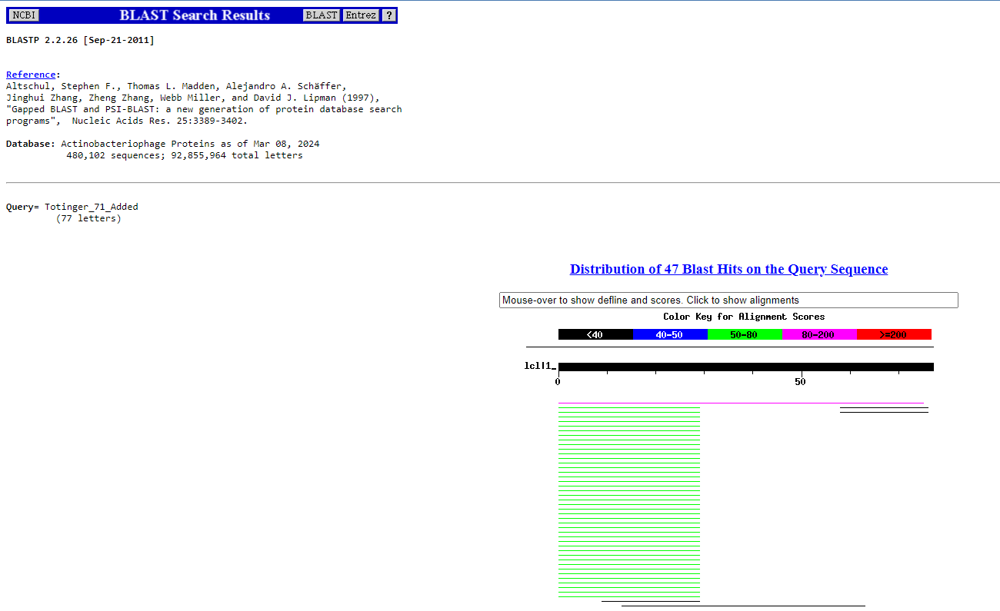 NCBI BLAST Search Results BLAST Entrez ?
BLASTP 2.2.26 [Sep-21-2011]
Reference:
Altschul, Stephen F., Thomas L. Madden, Alejandro A. Schäffer,
Jinghui Zhang, Zheng Zhang, Webb Miller, and David J. Lipman (1997),
"Gapped BLAST and PSI-BLAST: a new generation of protein database search
programs",  Nucleic Acids Res. 25:3389-3402.
Database: Actinobacteriophage Proteins as of Mar 08, 2024
480,102 sequences; 92,855,964 total letters
Query= Totinger_71_Added
(77 letters)
Distribution of 47 Blast Hits on the Query Sequence
Mouse-over to show defline and scores. Click to show alignments
Color Key for Alignment Scores
<40 40-50 50-80 80-200 >=200
lcl|1_
0 50